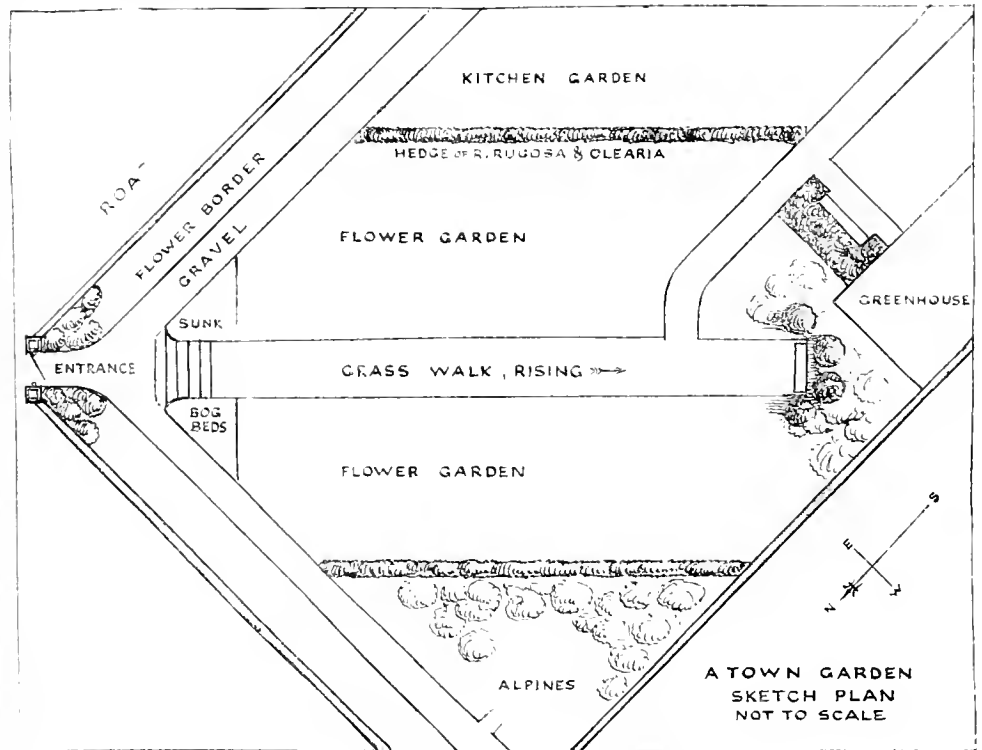 KITCHEN GARDEN
HEDGE OF R. RUGOSA & OLEARIA
ROA
FLOWER BORDER
GRAVEL
FLOWER GARDEN
GREENHOUSE
SUNK
ENTRANCE
GRASS WALK, RISING
BOG
BEDS
FLOWER GARDEN
S
E
W
N
ALPINES
A TOWN GARDEN
SKETCH PLAN
NOT TO SCALE